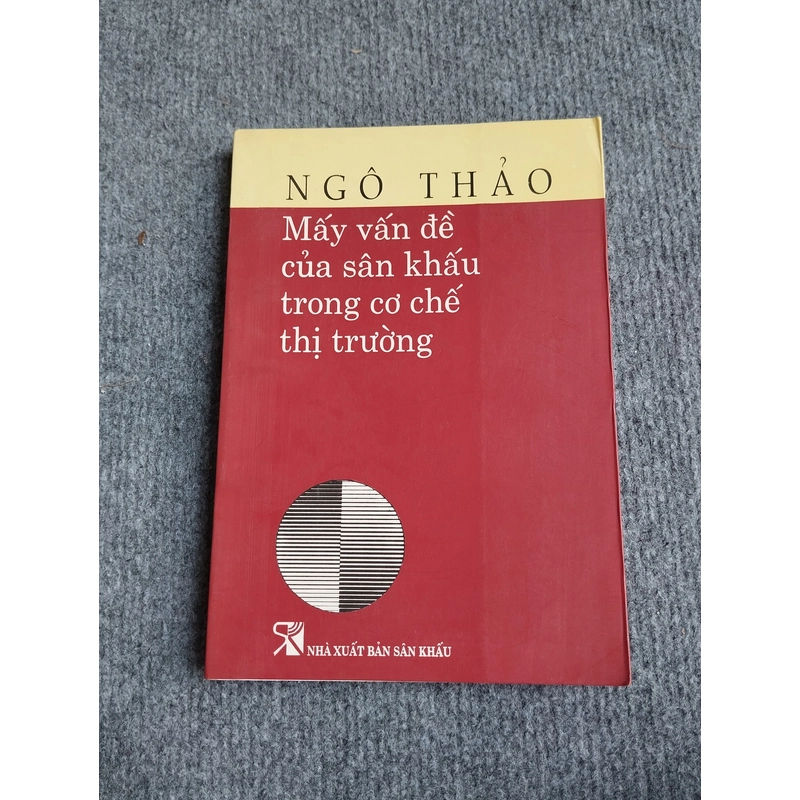 NGÔ THẢO
Mấy vấn đề
của sân khấu
trong cơ chế
thị trường
NHÀ XUẤT BẢN SÂN KHẤU